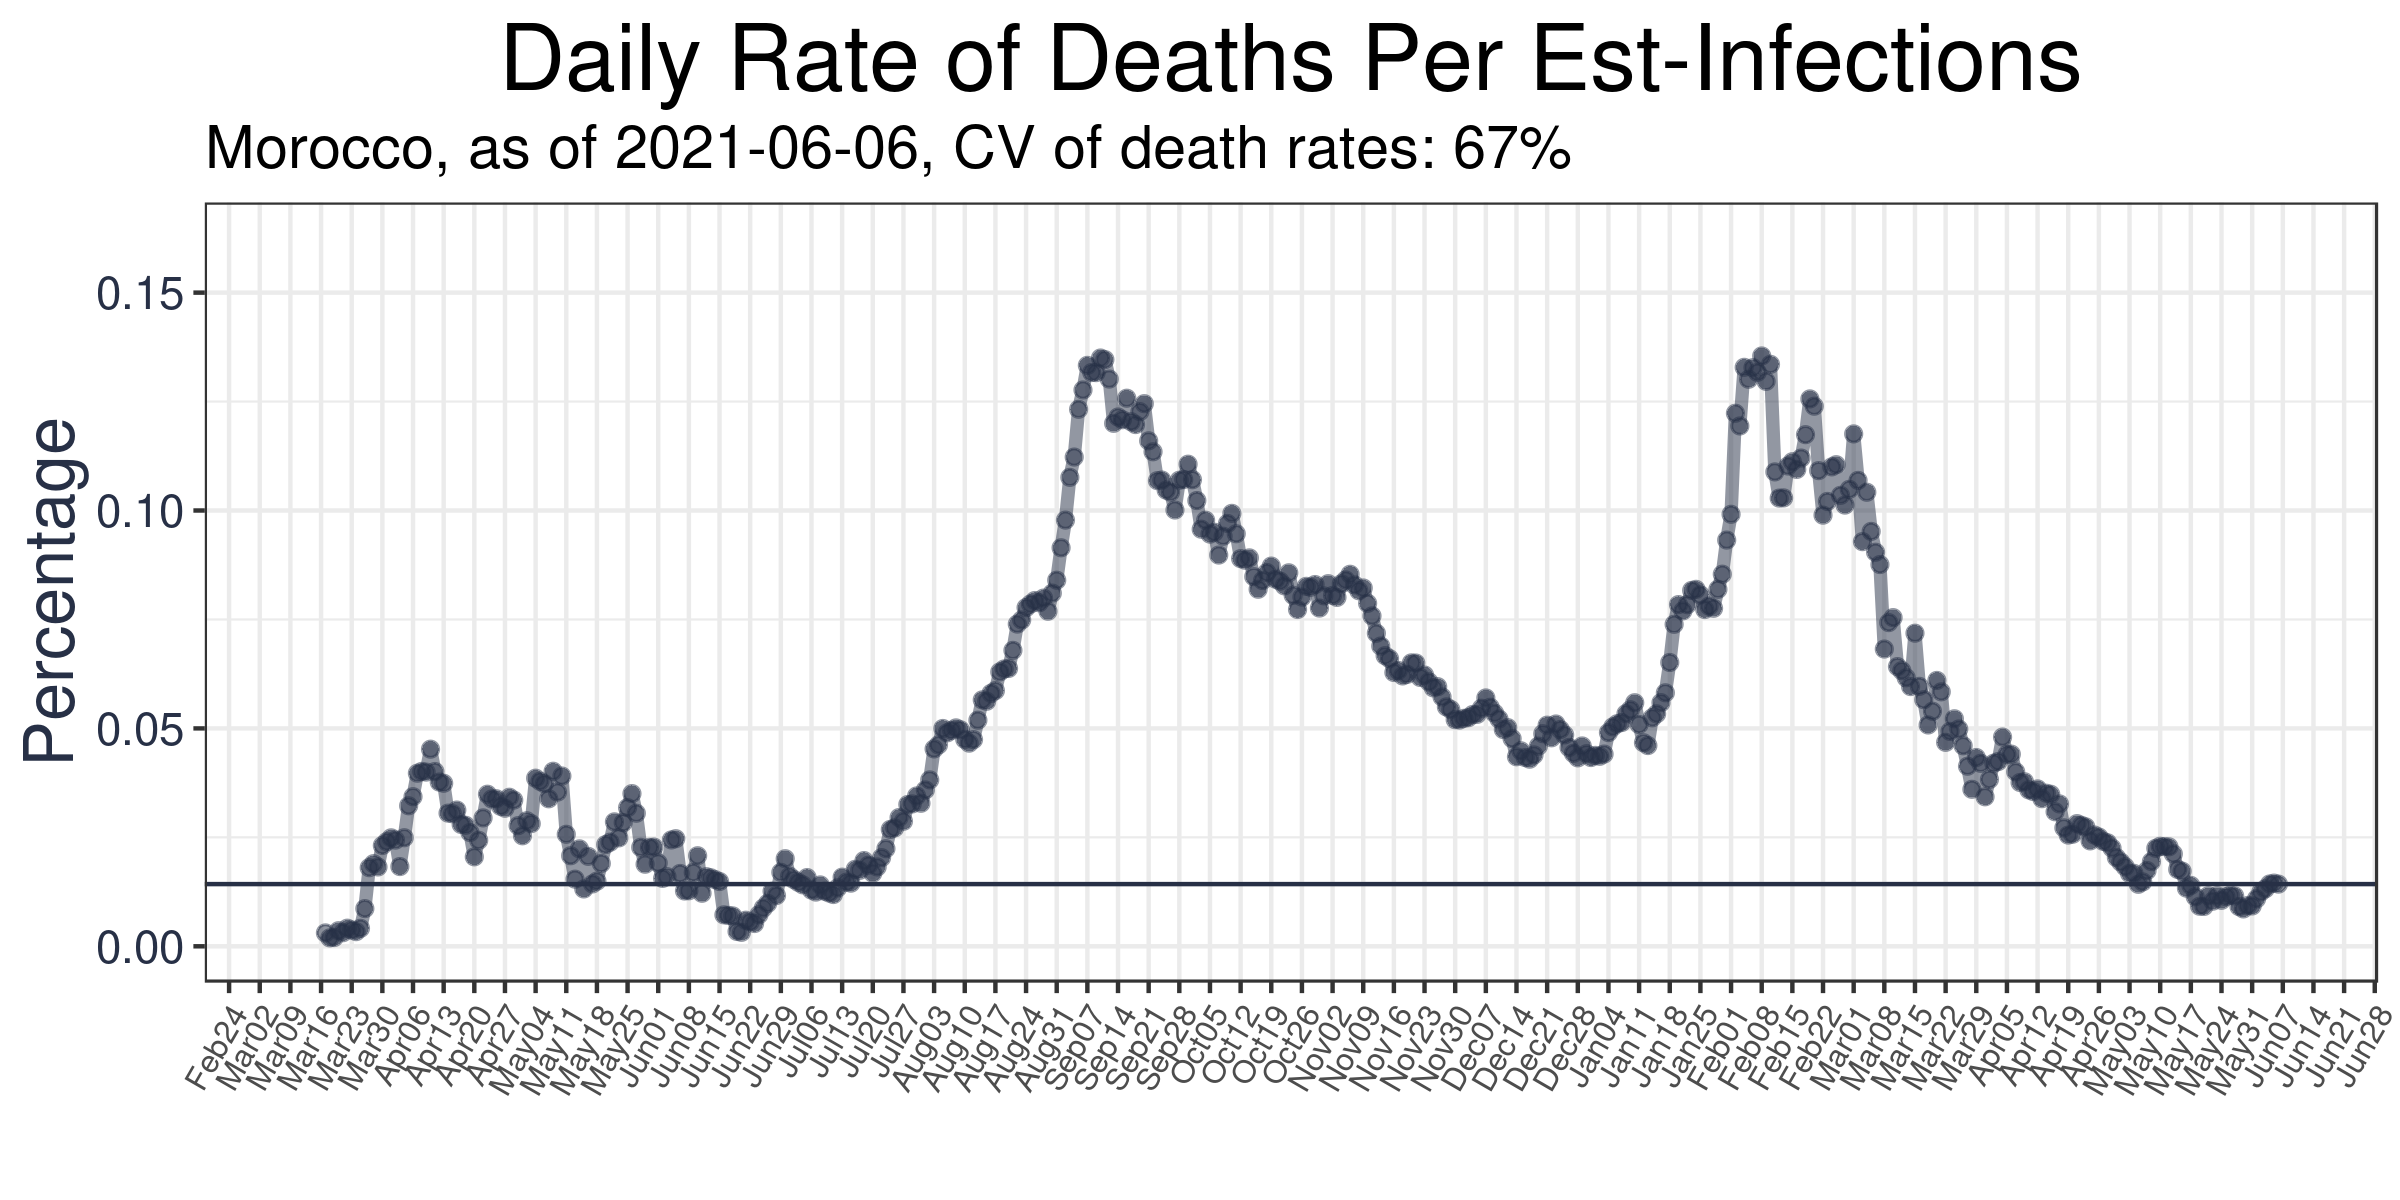 Daily Rate of Deaths Per Est-Infections
Morocco, as of 2021-06-06, CV of death rates: 67%
Percentage
0.15
0.10
0.05
0.00
Feb24
Mar02
Mar09
Mar16
Mar23
Mar30
Apr06
Apr13
Apr20
Apr27
May04
May11
May18
May25
Jun01
Jun08
Jun15
Jun22
Jun29
Jul06
Jul13
Jul20
Jul27
Aug03
Aug10
Aug17
Aug24
Aug31
Sep07
Sep14
Sep21
Sep28
Oct05
Oct12
Oct19
Oct26
Nov02
Nov09
Nov16
Nov23
Nov30
Dec07
Dec14
Dec21
Dec28
Jan04
Jan11
Jan18
Jan25
Feb01
Feb08
Feb15
Feb22
Mar01
Mar08
Mar15
Mar22
Mar29
Apr05
Apr12
Apr19
Apr26
May03
May10
May17
May24
May31
Jun07
Jun14
Jun21
Jun28